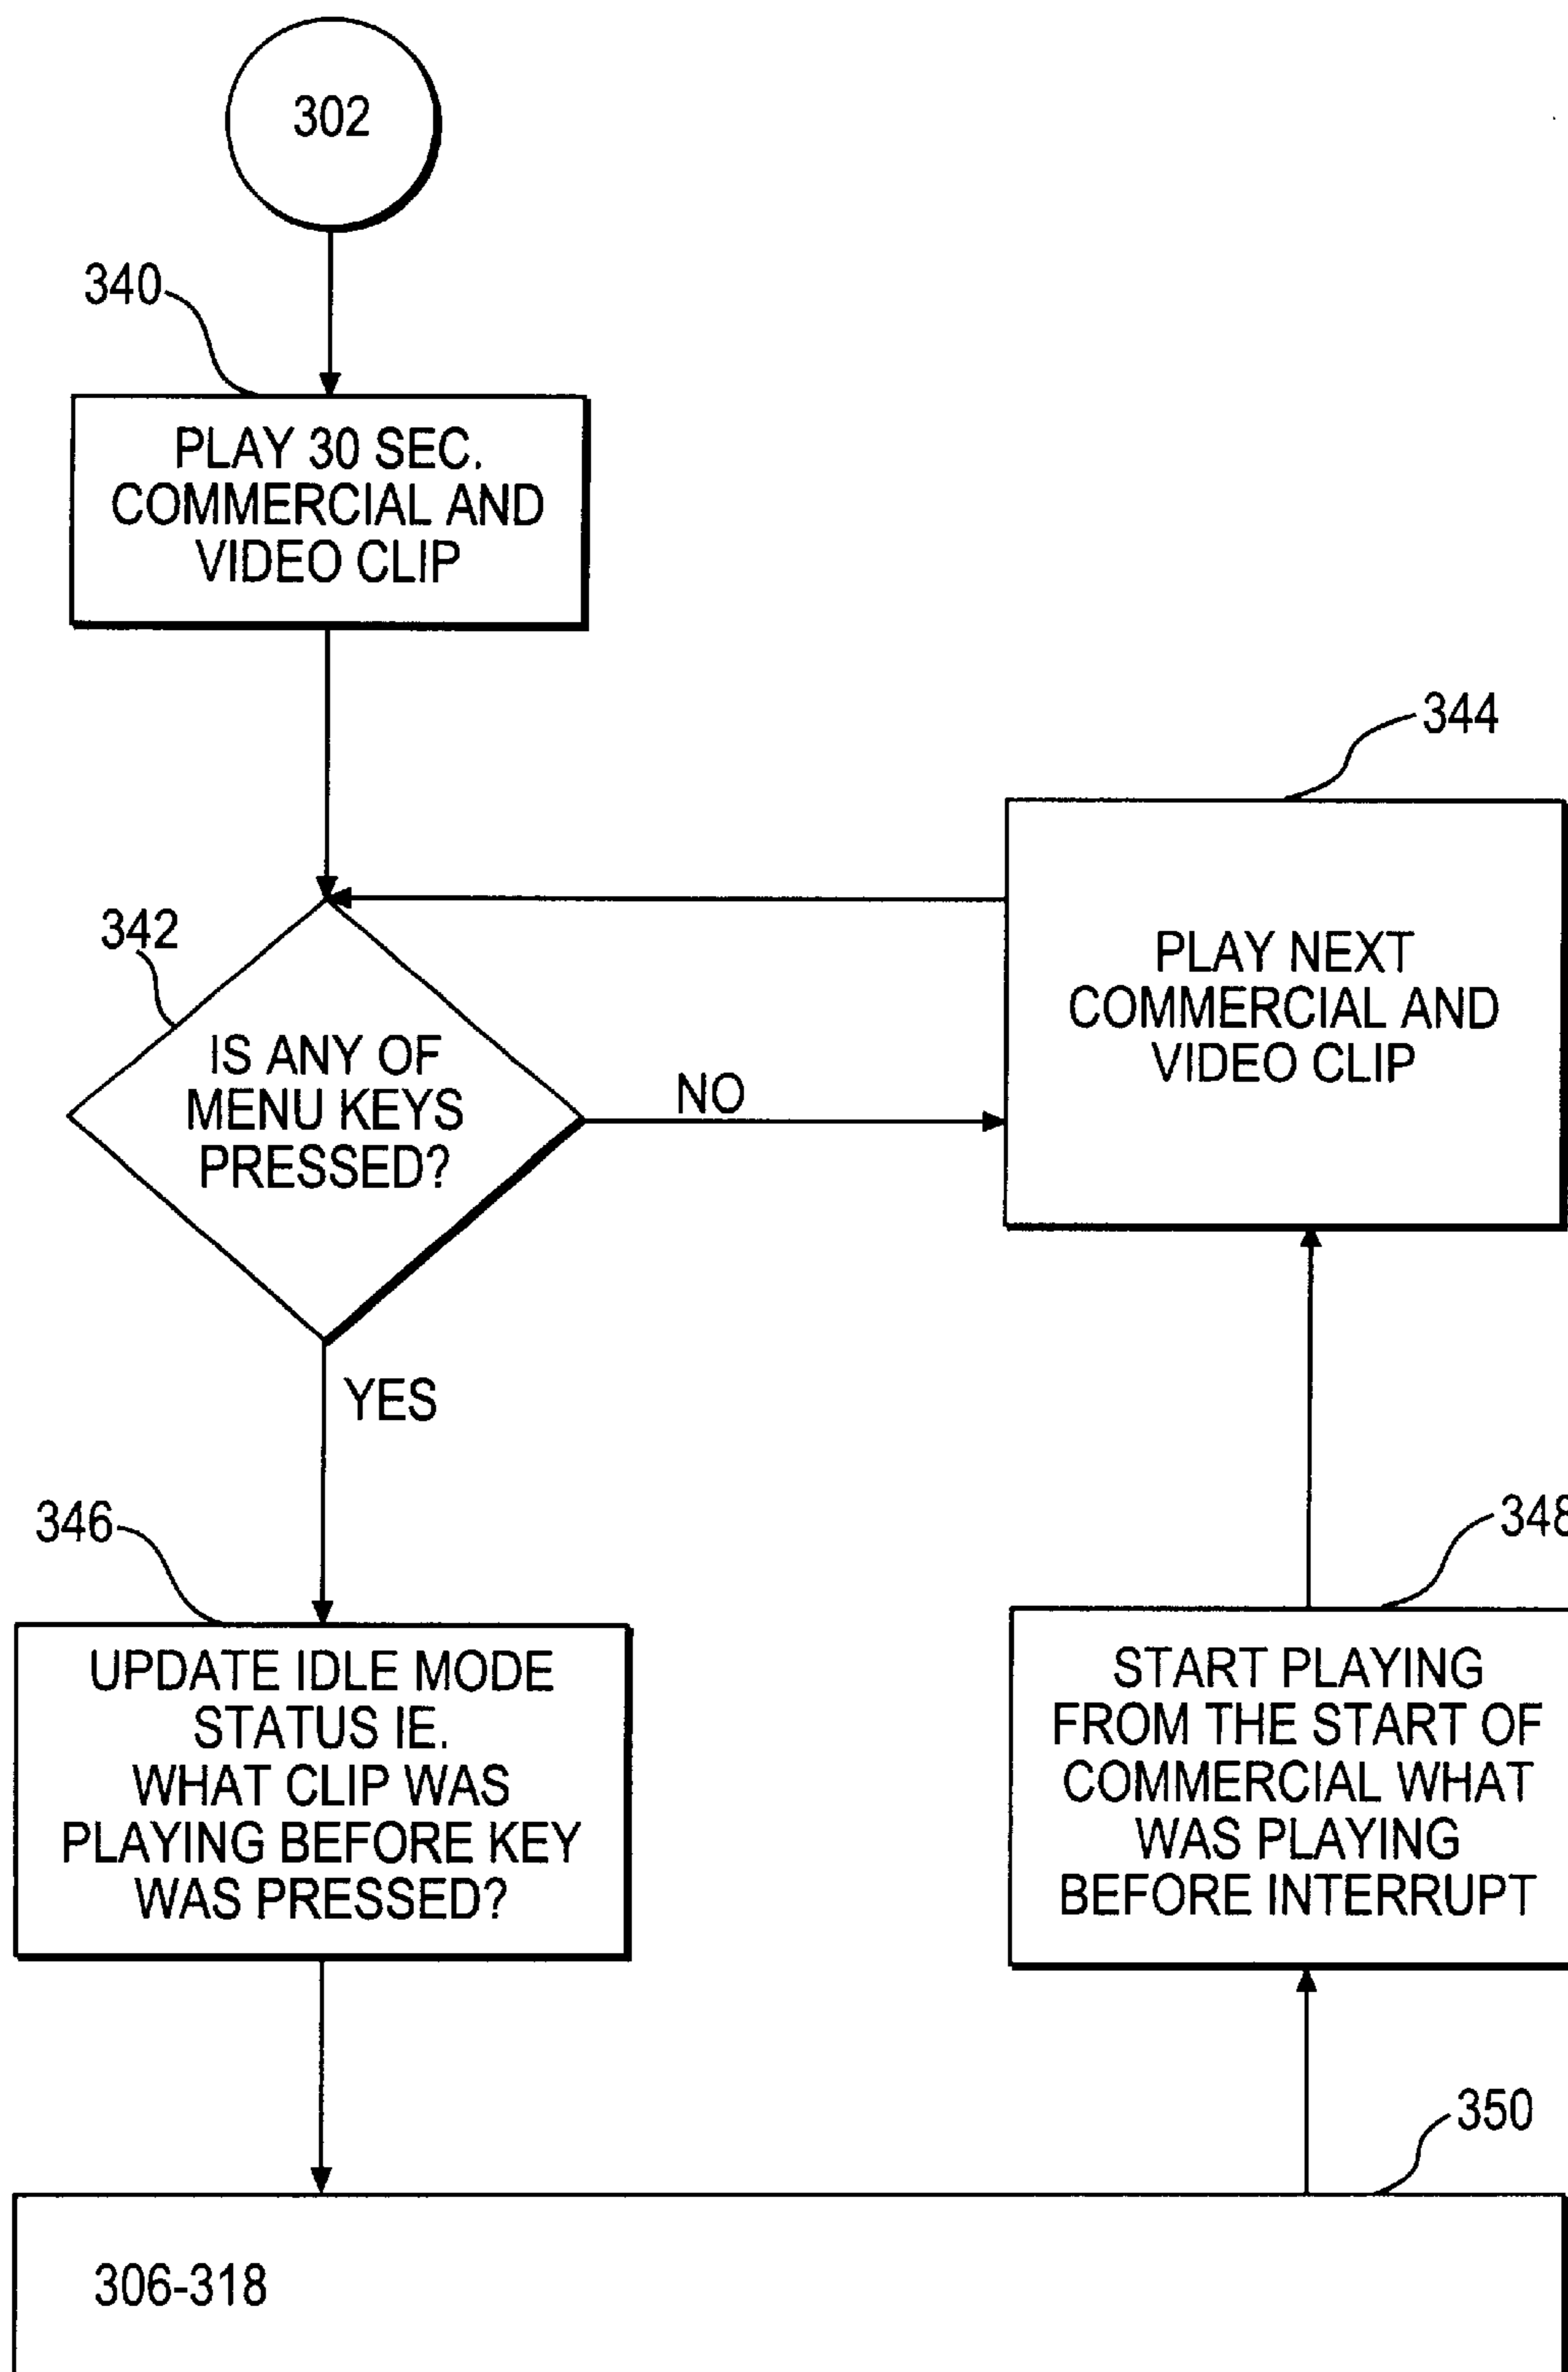 302
340
PLAY 30 SEC.
COMMERCIAL AND
VIDEO CLIP
344
342
PLAY NEXT
COMMERCIAL AND
VIDEO CLIP
IS ANY OF
MENU KEYS
PRESSED?
NO
YES
346
348
UPDATE IDLE MODE
STATUS IE.
WHAT CLIP WAS
PLAYING BEFORE KEY
WAS PRESSED?
START PLAYING
FROM THE START OF
COMMERCIAL WHAT
WAS PLAYING
BEFORE INTERRUPT
350
306-318